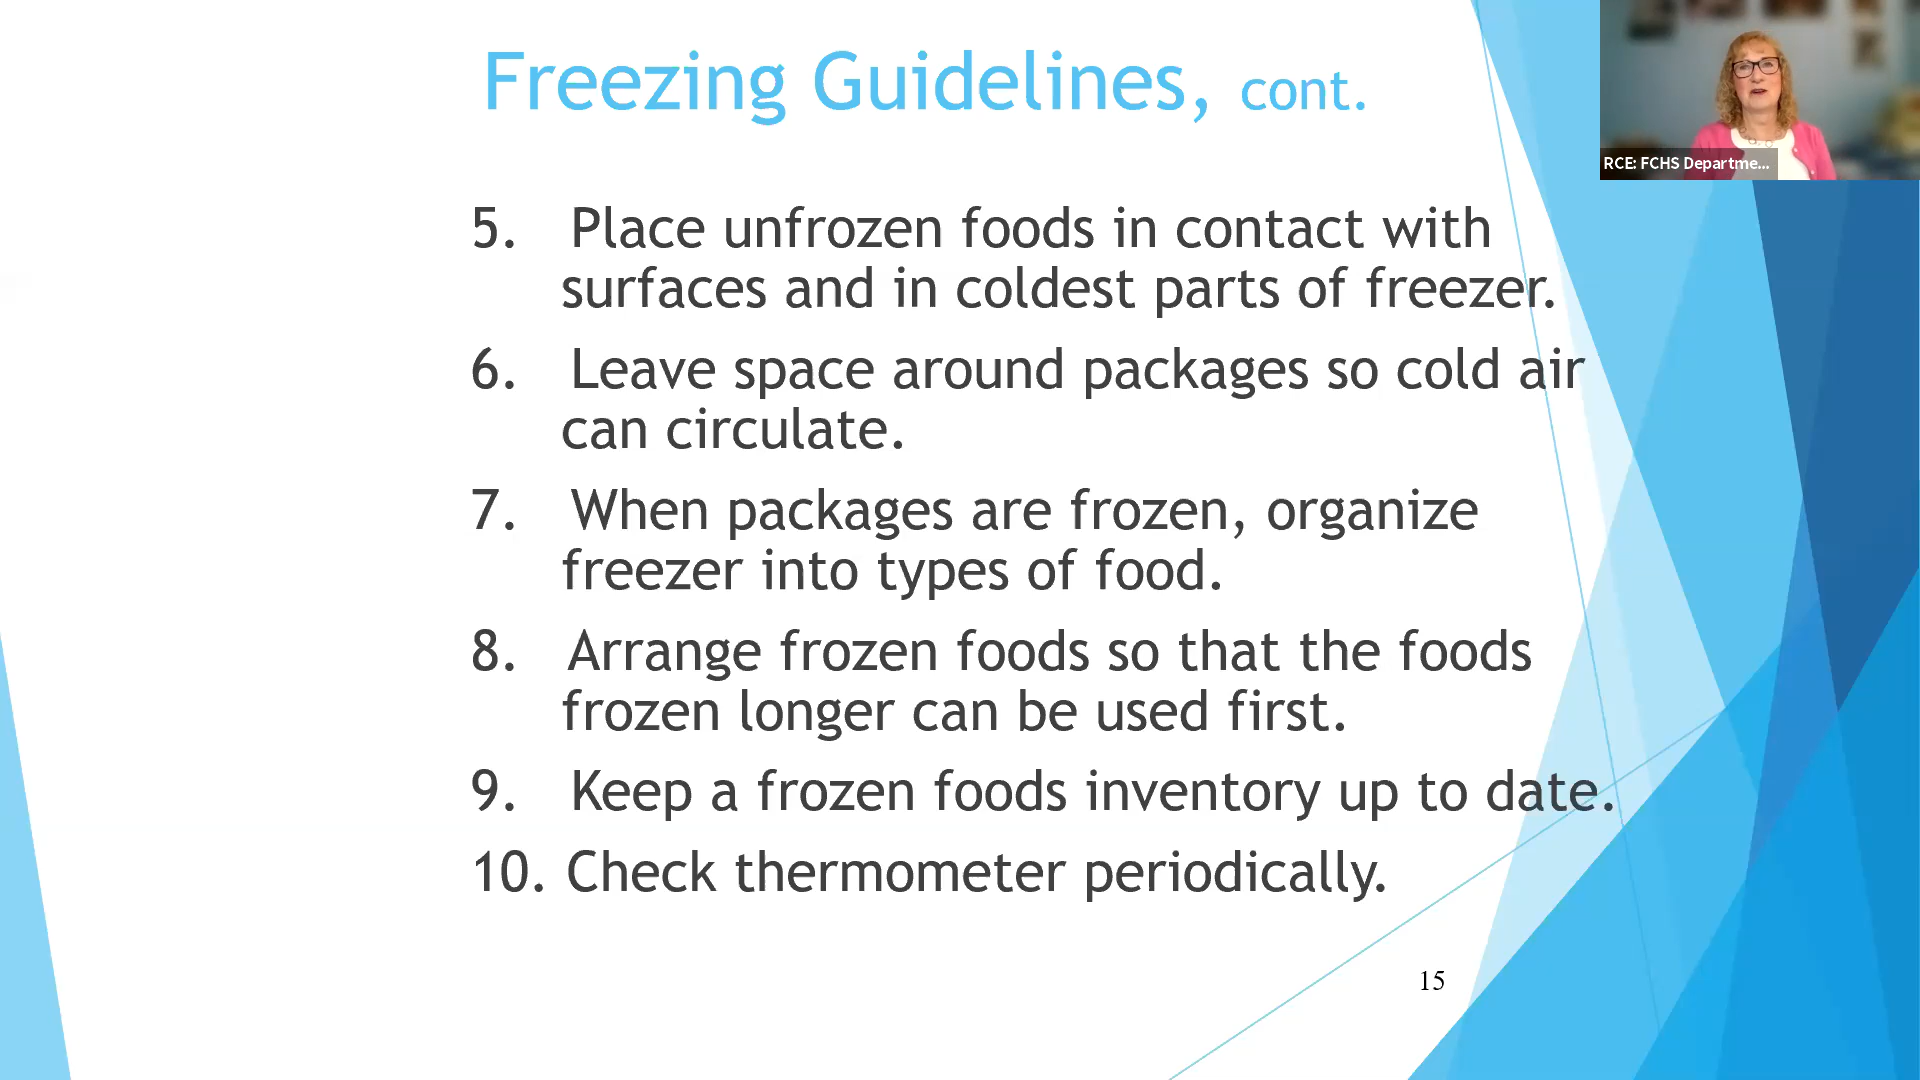 Freezing Guidelines, cont.
RCE: FCHS Departme...
5. Place unfrozen foods in contact with
surfaces and in coldest parts of freezer.
6. Leave space around packages so cold air
can circulate.
7. When packages are frozen, organize
freezer into types of food.
8. Arrange frozen foods so that the foods
frozen longer can be used first.
9. Keep a frozen foods inventory up to date.
10. Check thermometer periodically.
15